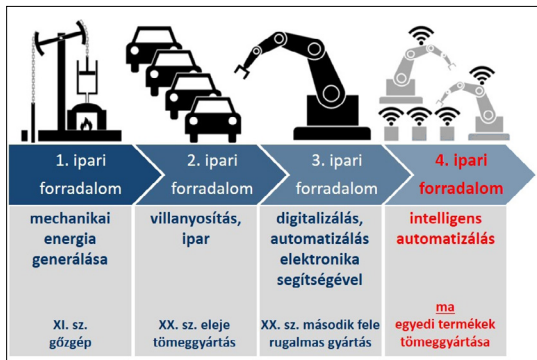 1. ipari
forradalom
2. ipari
forradalom
3. ipari
forradalom
4. ipari
forradalom
mechanikai
energia
generálása
villanyosítás,
ipar
digitalizálás,
automatizálás
elektronika
segítségével
intelligens
automatizálás
XI. sz.
gőzgép
XX. sz. eleje
tömeggyártás
XX. sz. második fele
rugalmas gyártás
ma
egyedi termékek
tömeggyártása